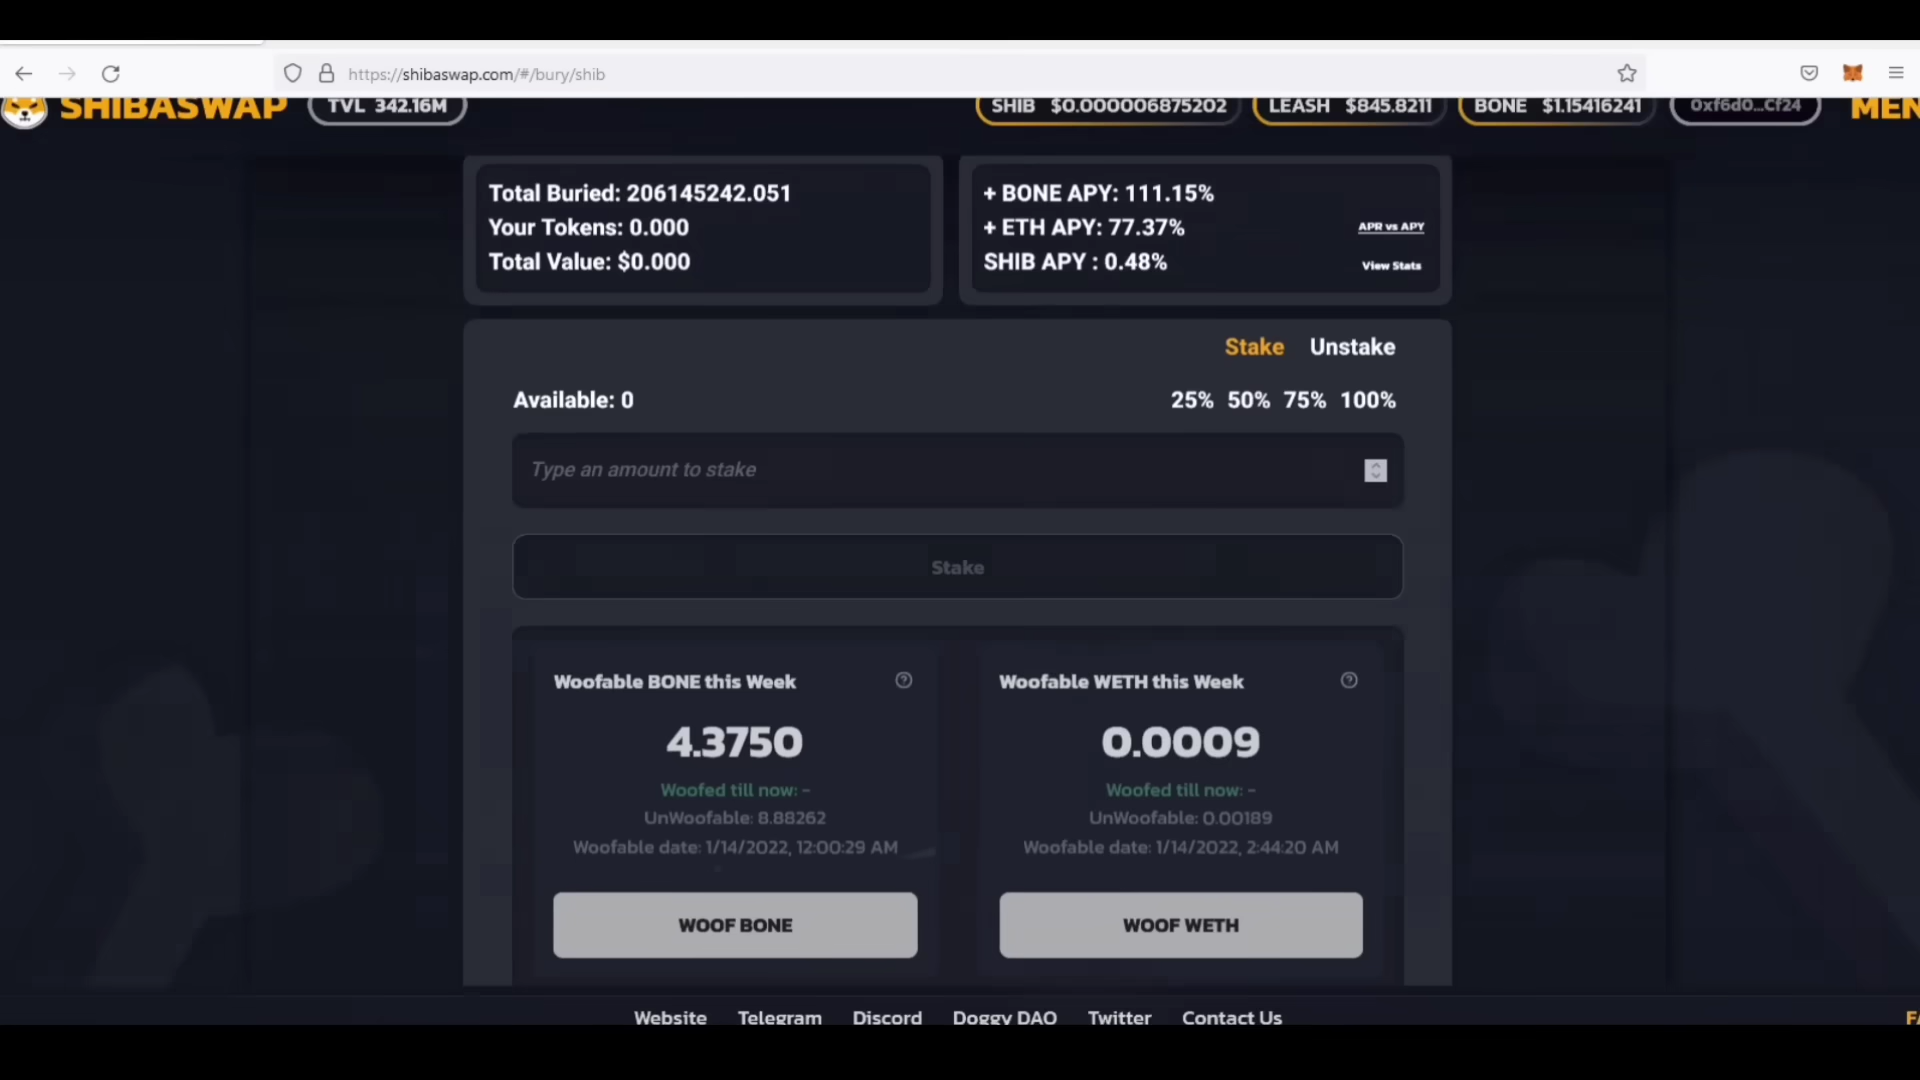 https://shibaswap.com/#/bury/shib
SHIBASWAP
TVL 342.16M
SHIB $0.000006875202
LEASH $845.8211
BONE $1.15416241
0xf6d0...Cf24
Total Buried: 206145242.051
Your Tokens: 0.000
Total Value: $0.000
+ BONE APY: 111.15%
+ ETH APY: 77.37%
SHIB APY : 0.48%
APR vs APY
View Stats
Stake Unstake
Available: 0
25% 50% 75% 100%
Type an amount to stake
Stake
Woofable BONE this Week
4.3750
Woofed till now: -
UnWoofable: 8.88262
Woofable date: 1/14/2022, 12:00:29 AM
WOOF BONE
Woofable WETH this Week
0.0009
Woofed till now: -
UnWoofable: 0.00189
Woofable date: 1/14/2022, 2:44:20 AM
WOOF WETH
Website Telegram Discord Doggy DAO Twitter Contact Us